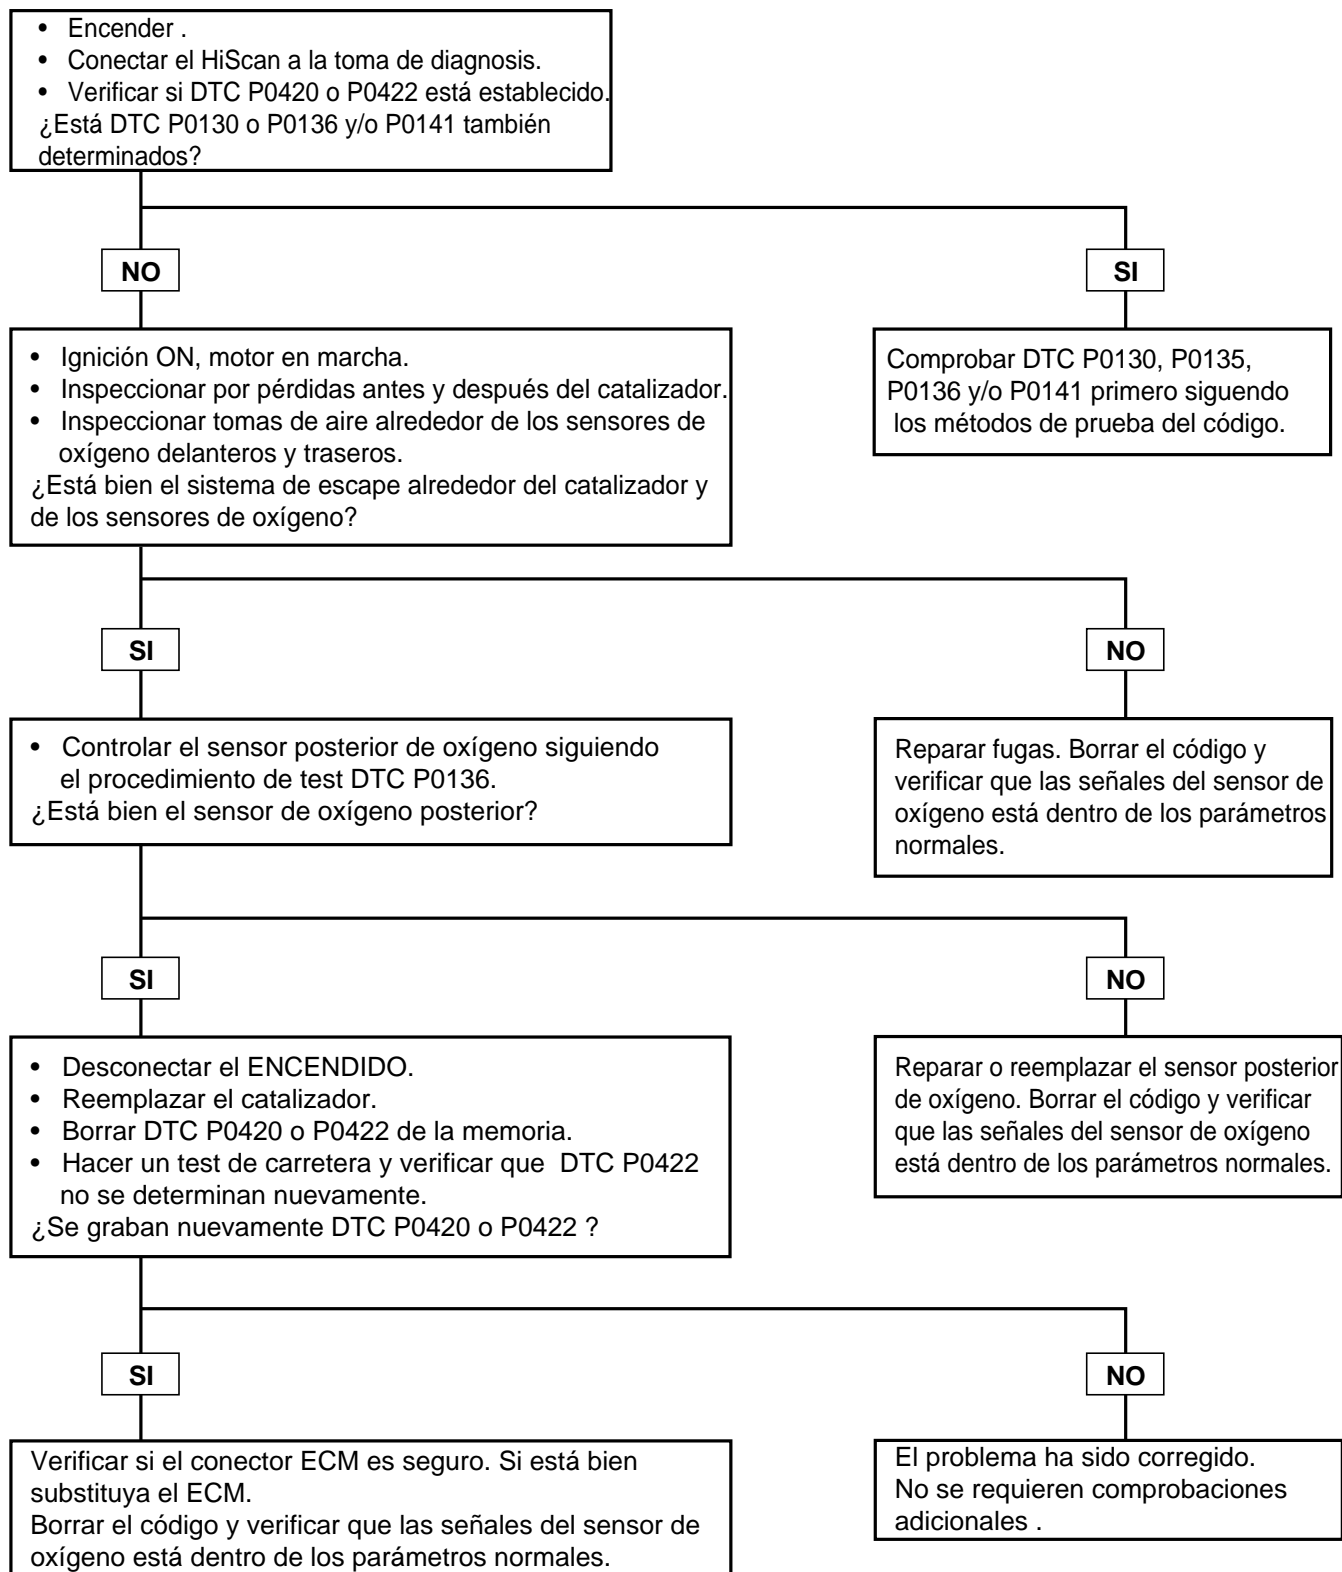 • Encender .
• Conectar el HiScan a la toma de diagnosis.
• Verificar si DTC P0420 o P0422 está establecido.
¿Está DTC P0130 o P0136 y/o P0141 también
determinados?
NO
SI
• Ignición ON, motor en marcha.
• Inspeccionar por pérdidas antes y después del catalizador.
• Inspeccionar tomas de aire alrededor de los sensores de
oxígeno delanteros y traseros.
¿Está bien el sistema de escape alrededor del catalizador y
de los sensores de oxígeno?
Comprobar DTC P0130, P0135,
P0136 y/o P0141 primero siguendo
los métodos de prueba del código.
SI
NO
• Controlar el sensor posterior de oxígeno siguiendo
el procedimiento de test DTC P0136.
¿Está bien el sensor de oxígeno posterior?
Reparar fugas. Borrar el código y
verificar que las señales del sensor de
oxígeno está dentro de los parámetros
normales.
SI
NO
• Desconectar el ENCENDIDO.
• Reemplazar el catalizador.
• Borrar DTC P0420 o P0422 de la memoria.
• Hacer un test de carretera y verificar que DTC P0422
no se determinan nuevamente.
¿Se graban nuevamente DTC P0420 o P0422 ?
Reparar o reemplazar el sensor posterior
de oxígeno. Borrar el código y verificar
que las señales del sensor de oxígeno
está dentro de los parámetros normales.
SI
NO
Verificar si el conector ECM es seguro. Si está bien
substituya el ECM.
Borrar el código y verificar que las señales del sensor de
oxígeno está dentro de los parámetros normales.
El problema ha sido corregido.
No se requieren comprobaciones
adicionales .